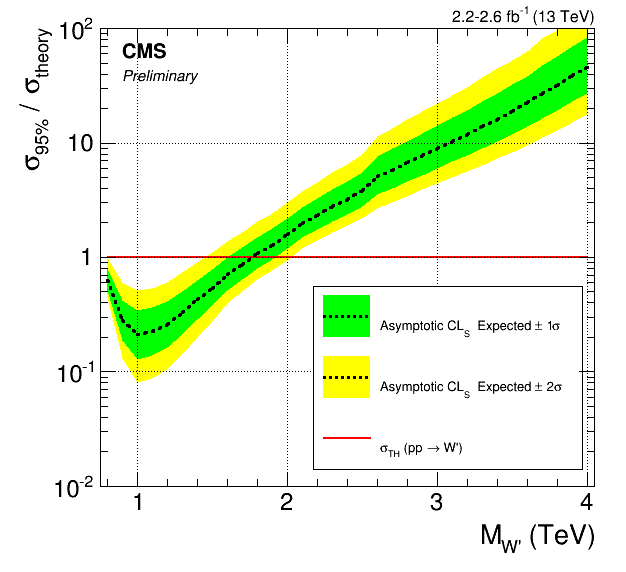 2.2-2.6 fb⁻¹ (13 TeV)
CMS
Preliminary
σ95% / σtheory
10²
10
1
10⁻¹
10⁻²
Asymptotic CLS Expected ± 1σ
Asymptotic CLS Expected ± 2σ
σTH (pp → W')
1 2 3 4
MW' (TeV)